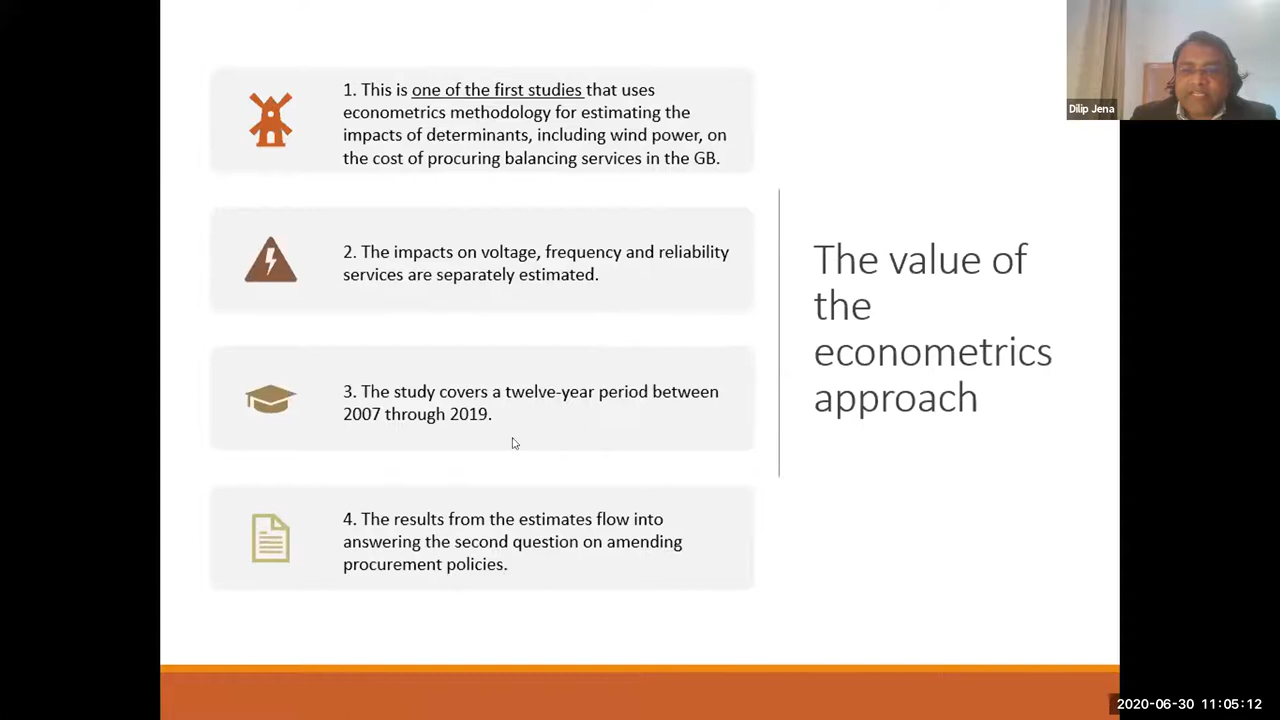 1. This is one of the first studies that uses
econometrics methodology for estimating the
impacts of determinants, including wind power, on
the cost of procuring balancing services in the GB.
2. The impacts on voltage, frequency and reliability
services are separately estimated.
3. The study covers a twelve-year period between
2007 through 2019.
4. The results from the estimates flow into
answering the second question on amending
procurement policies.
The value of
the
econometrics
approach
Dilip Jena
2020-06-30 11:05:12